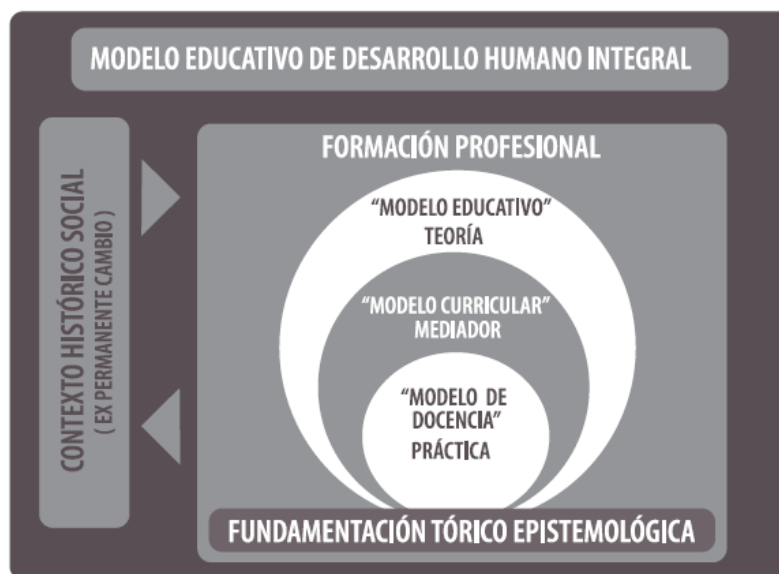 MODELO EDUCATIVO DE DESARROLLO HUMANO INTEGRAL
CONTEXTO HISTÓRICO SOCIAL
( EX PERMANENTE CAMBIO )
FORMACIÓN PROFESIONAL
“MODELO EDUCATIVO”
TEORÍA
“MODELO CURRICULAR”
MEDIADOR
“MODELO DE
DOCENCIA”
PRÁCTICA
FUNDAMENTACIÓN TÓRICO EPISTEMOLÓGICA